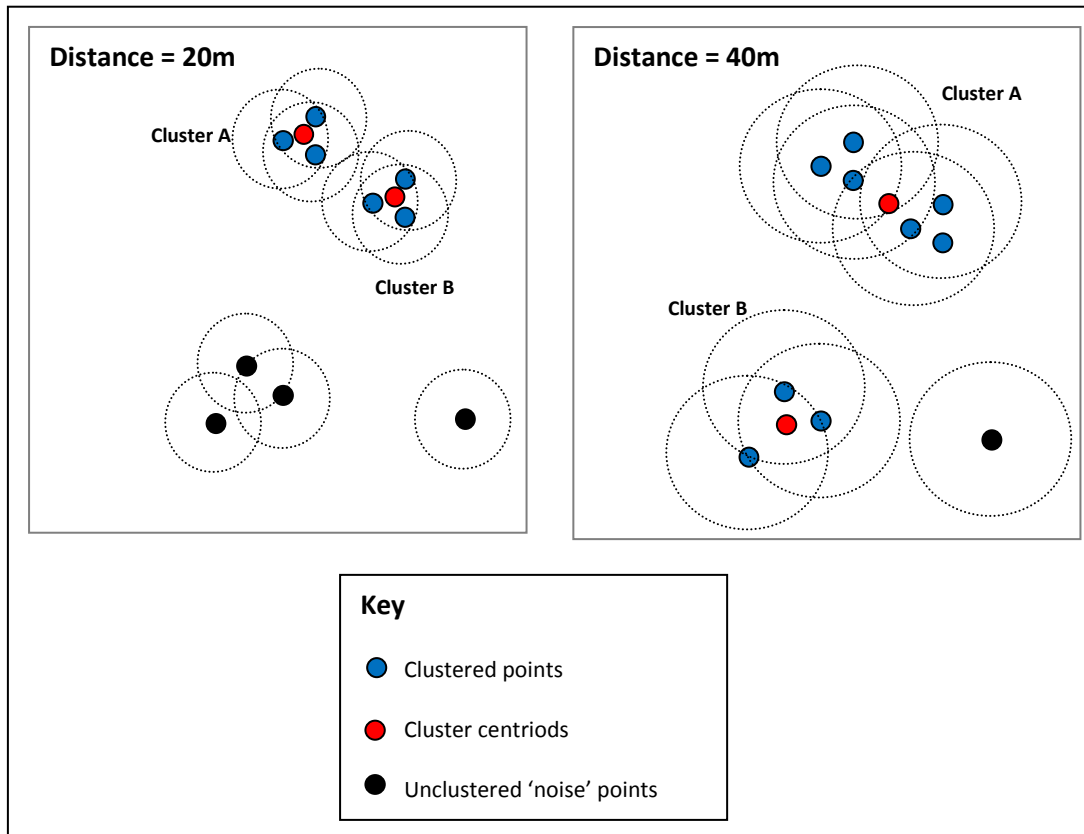 Distance = 20m
Cluster A
Cluster B
Distance = 40m
Cluster A
Cluster B
Key
Clustered points
Cluster centriods
Unclustered ‘noise’ points